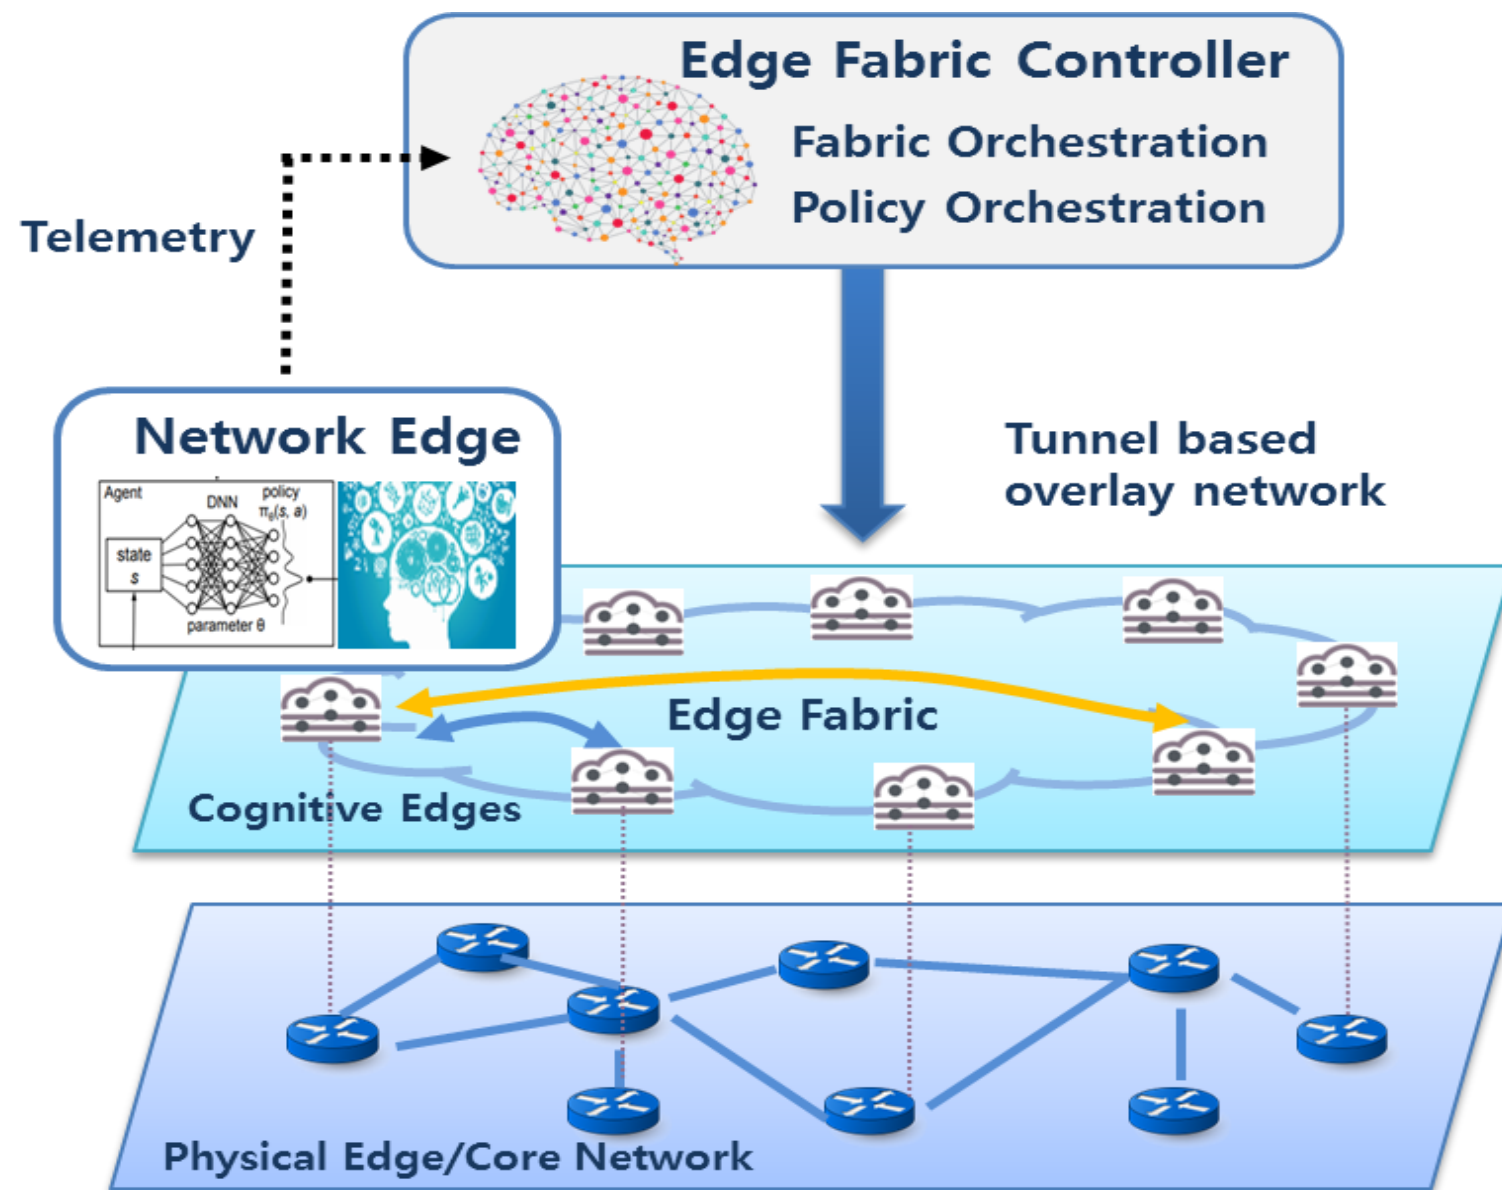 Edge Fabric Controller
Fabric Orchestration
Policy Orchestration
Telemetry
Network Edge
Agent
DNN
policy
πθ(s, a)
state
s
parameter θ
Tunnel based
overlay network
Edge Fabric
Cognitive Edges
Physical Edge/Core Network